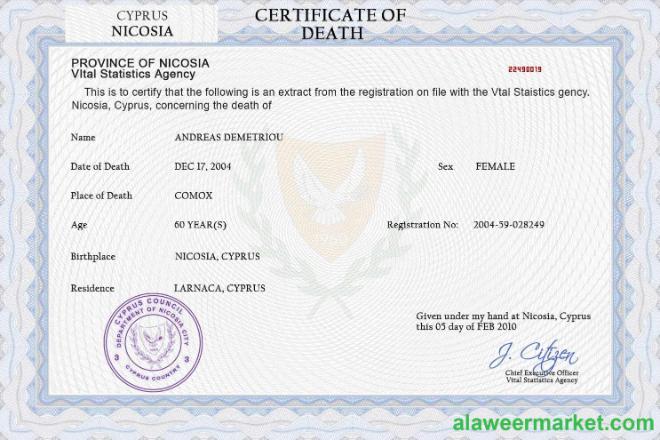 CYPRUS
NICOSIA
CERTIFICATE OF
DEATH
PROVINCE OF NICOSIA
VItal Statistics Agency
22490019
This is to certify that the following is an extract from the registration on file with the Vtal Staistics gency,
Nicosia, Cyprus, concerning the death of
Name ANDREAS DEMETRIOU
Date of Death DEC 17, 2004 Sex FEMALE
Place of Death COMOX
Age 60 YEAR(S) Registration No: 2004-59-028249
Birthplace NICOSIA, CYPRUS
Residence LARNACA, CYPRUS
1960
CYPRUS COUNCIL
DEPARTMENT OF NICOSIA CITY
3 3
CYPRUS COUNTRY
Given under my hand at Nicosia, Cyprus
this 05 day of FEB 2010
J. Citizen
Chief Executive Officer
Vital Statistics Agency
alaweermarket.com